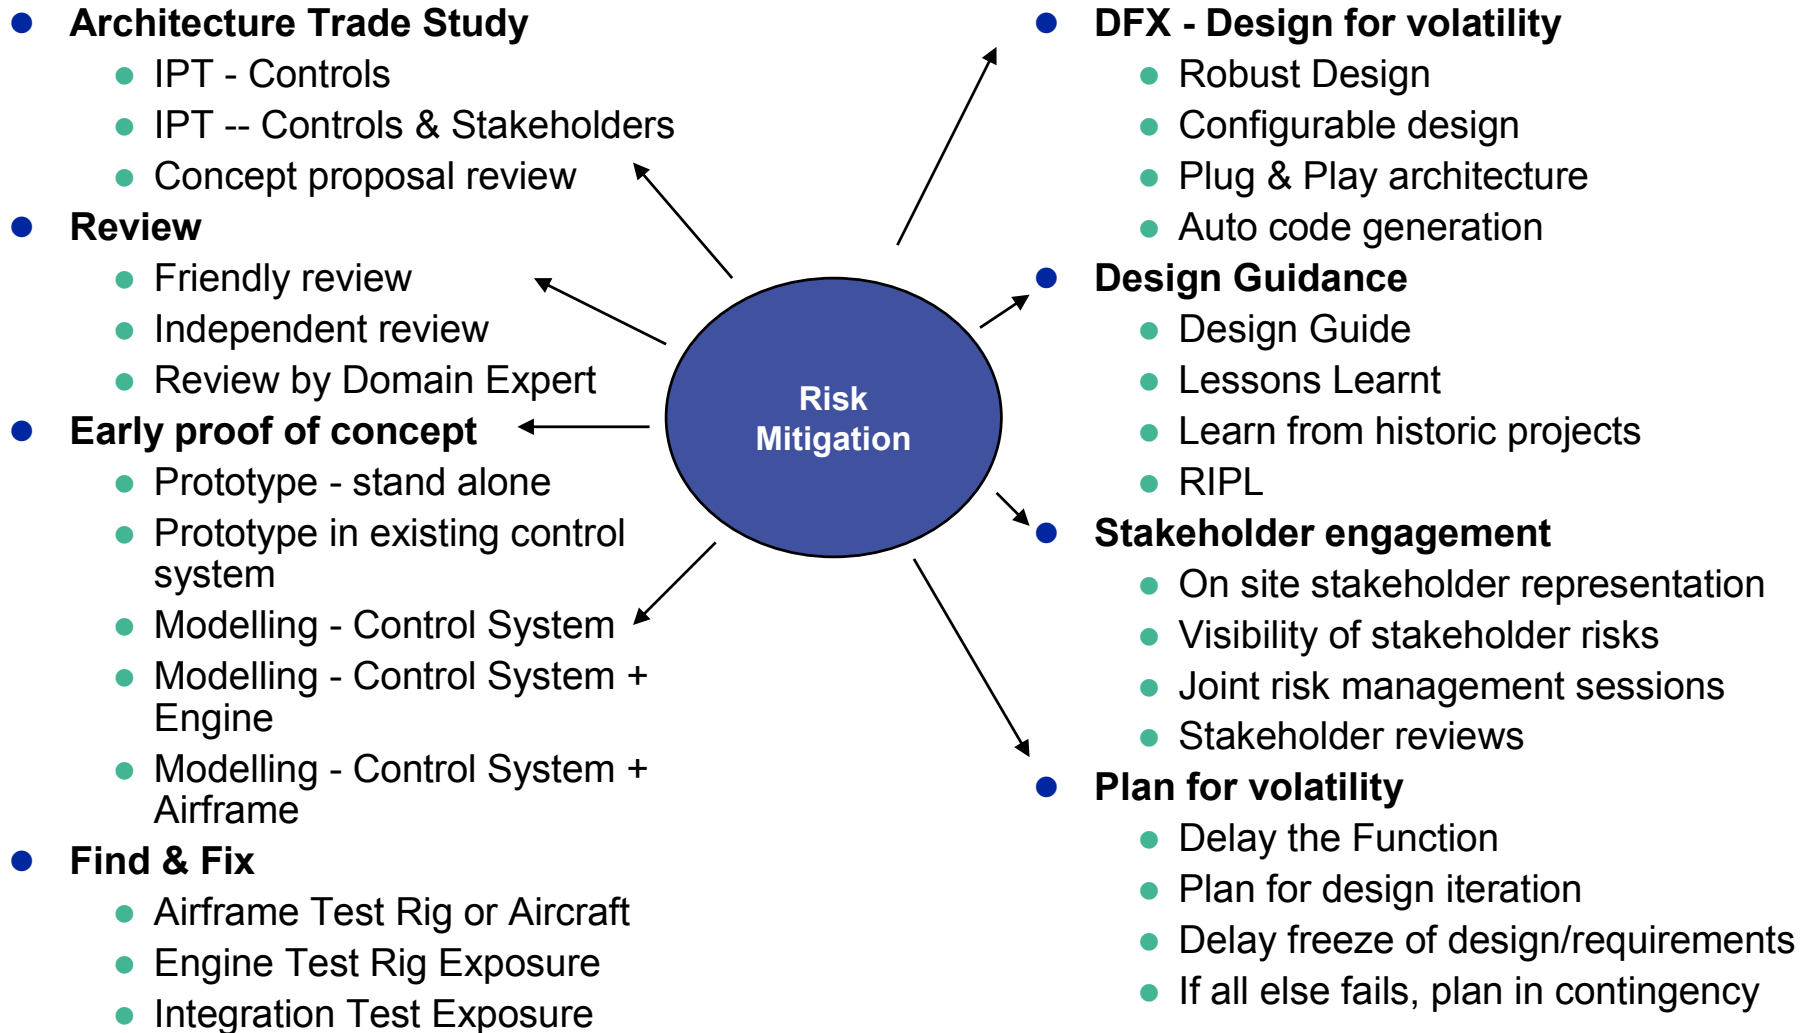 Architecture Trade Study
IPT - Controls
IPT -- Controls & Stakeholders
Concept proposal review
Review
Friendly review
Independent review
Review by Domain Expert
Early proof of concept
Prototype - stand alone
Prototype in existing control
system
Modelling - Control System
Modelling - Control System +
Engine
Modelling - Control System +
Airframe
Find & Fix
Airframe Test Rig or Aircraft
Engine Test Rig Exposure
Integration Test Exposure
Risk
Mitigation
DFX - Design for volatility
Robust Design
Configurable design
Plug & Play architecture
Auto code generation
Design Guidance
Design Guide
Lessons Learnt
Learn from historic projects
RIPL
Stakeholder engagement
On site stakeholder representation
Visibility of stakeholder risks
Joint risk management sessions
Stakeholder reviews
Plan for volatility
Delay the Function
Plan for design iteration
Delay freeze of design/requirements
If all else fails, plan in contingency